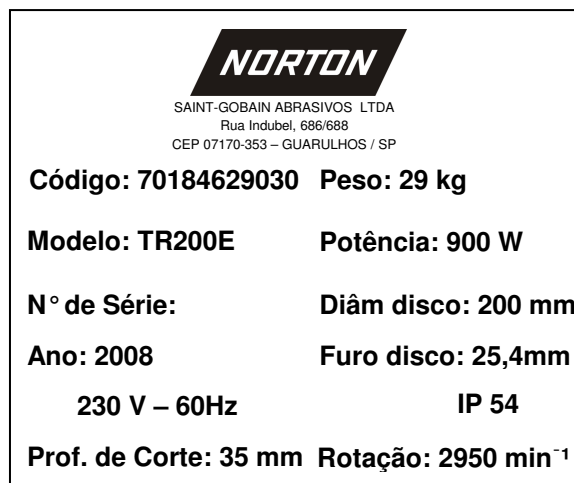 NORTON
SAINT-GOBAIN ABRASIVOS LTDA
Rua Indubel, 686/688
CEP 07170-353 – GUARULHOS / SP
Código: 70184629030 Peso: 29 kg
Modelo: TR200E Potência: 900 W
N° de Série: Diâm disco: 200 mm
Ano: 2008 Furo disco: 25,4mm
230 V – 60Hz IP 54
Prof. de Corte: 35 mm Rotação: 2950 min⁻¹